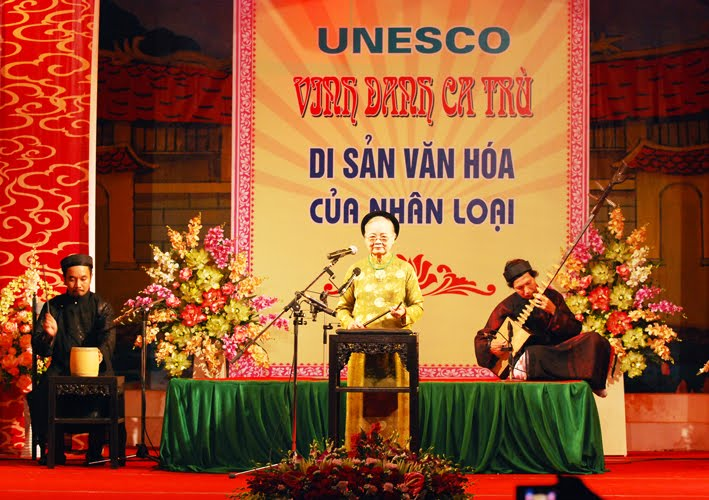 UNESCO
VINH DANH CA TRÙ
DI SẢN VĂN HÓA
CỦA NHÂN LOẠI